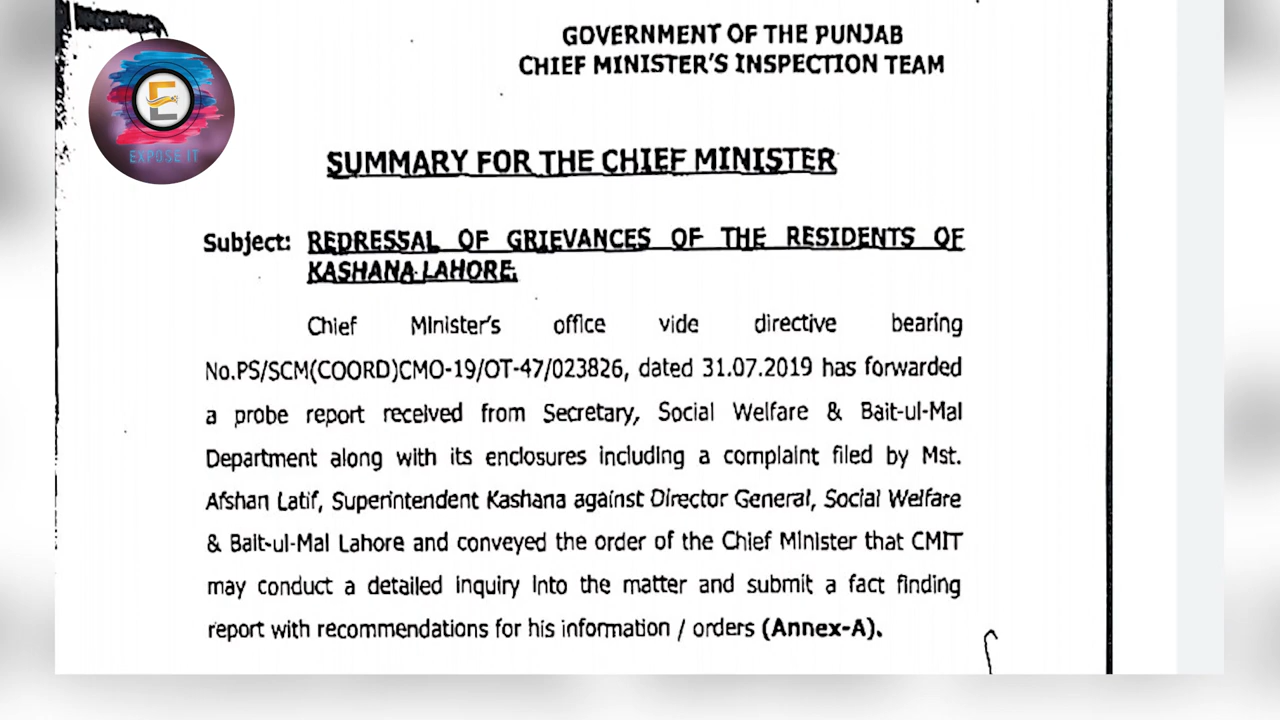 GOVERNMENT OF THE PUNJAB
CHIEF MINISTER'S INSPECTION TEAM
E
EXPOSE IT
SUMMARY FOR THE CHIEF MINISTER
Subject: REDRESSAL OF GRIEVANCES OF THE RESIDENTS OF
KASHANA LAHORE.
Chief Minister's office vide directive bearing
No.PS/SCM(COORD)CMO-19/OT-47/023826, dated 31.07.2019 has forwarded
a probe report received from Secretary, Social Welfare & Bait-ul-Mal
Department along with its enclosures including a complaint filed by Mst.
Afshan Latif, Superintendent Kashana against Director General, Social Welfare
& Bait-ul-Mal Lahore and conveyed the order of the Chief Minister that CMIT
may conduct a detailed inquiry into the matter and submit a fact finding
report with recommendations for his information / orders (Annex-A).